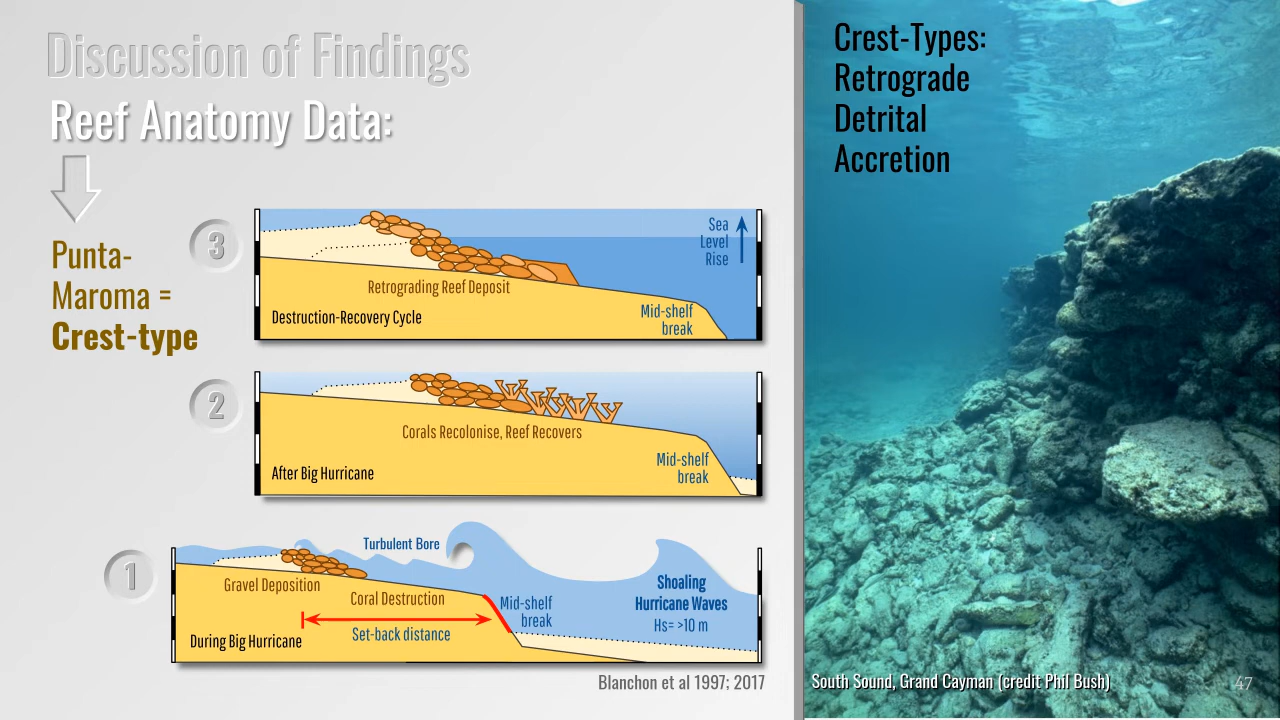 Discussion of Findings
Reef Anatomy Data:
Punta-
Maroma =
Crest-type
3
Sea
Level
Rise
Retrograding Reef Deposit
Destruction-Recovery Cycle
Mid-shelf
break
2
Corals Recolonise, Reef Recovers
After Big Hurricane
Mid-shelf
break
1
Turbulent Bore
Gravel Deposition
Coral Destruction
Set-back distance
During Big Hurricane
Mid-shelf
break
Shoaling
Hurricane Waves
Hs= >10 m
Blanchon et al 1997; 2017
Crest-Types:
Retrograde
Detrital
Accretion
South Sound, Grand Cayman (credit Phil Bush)
47